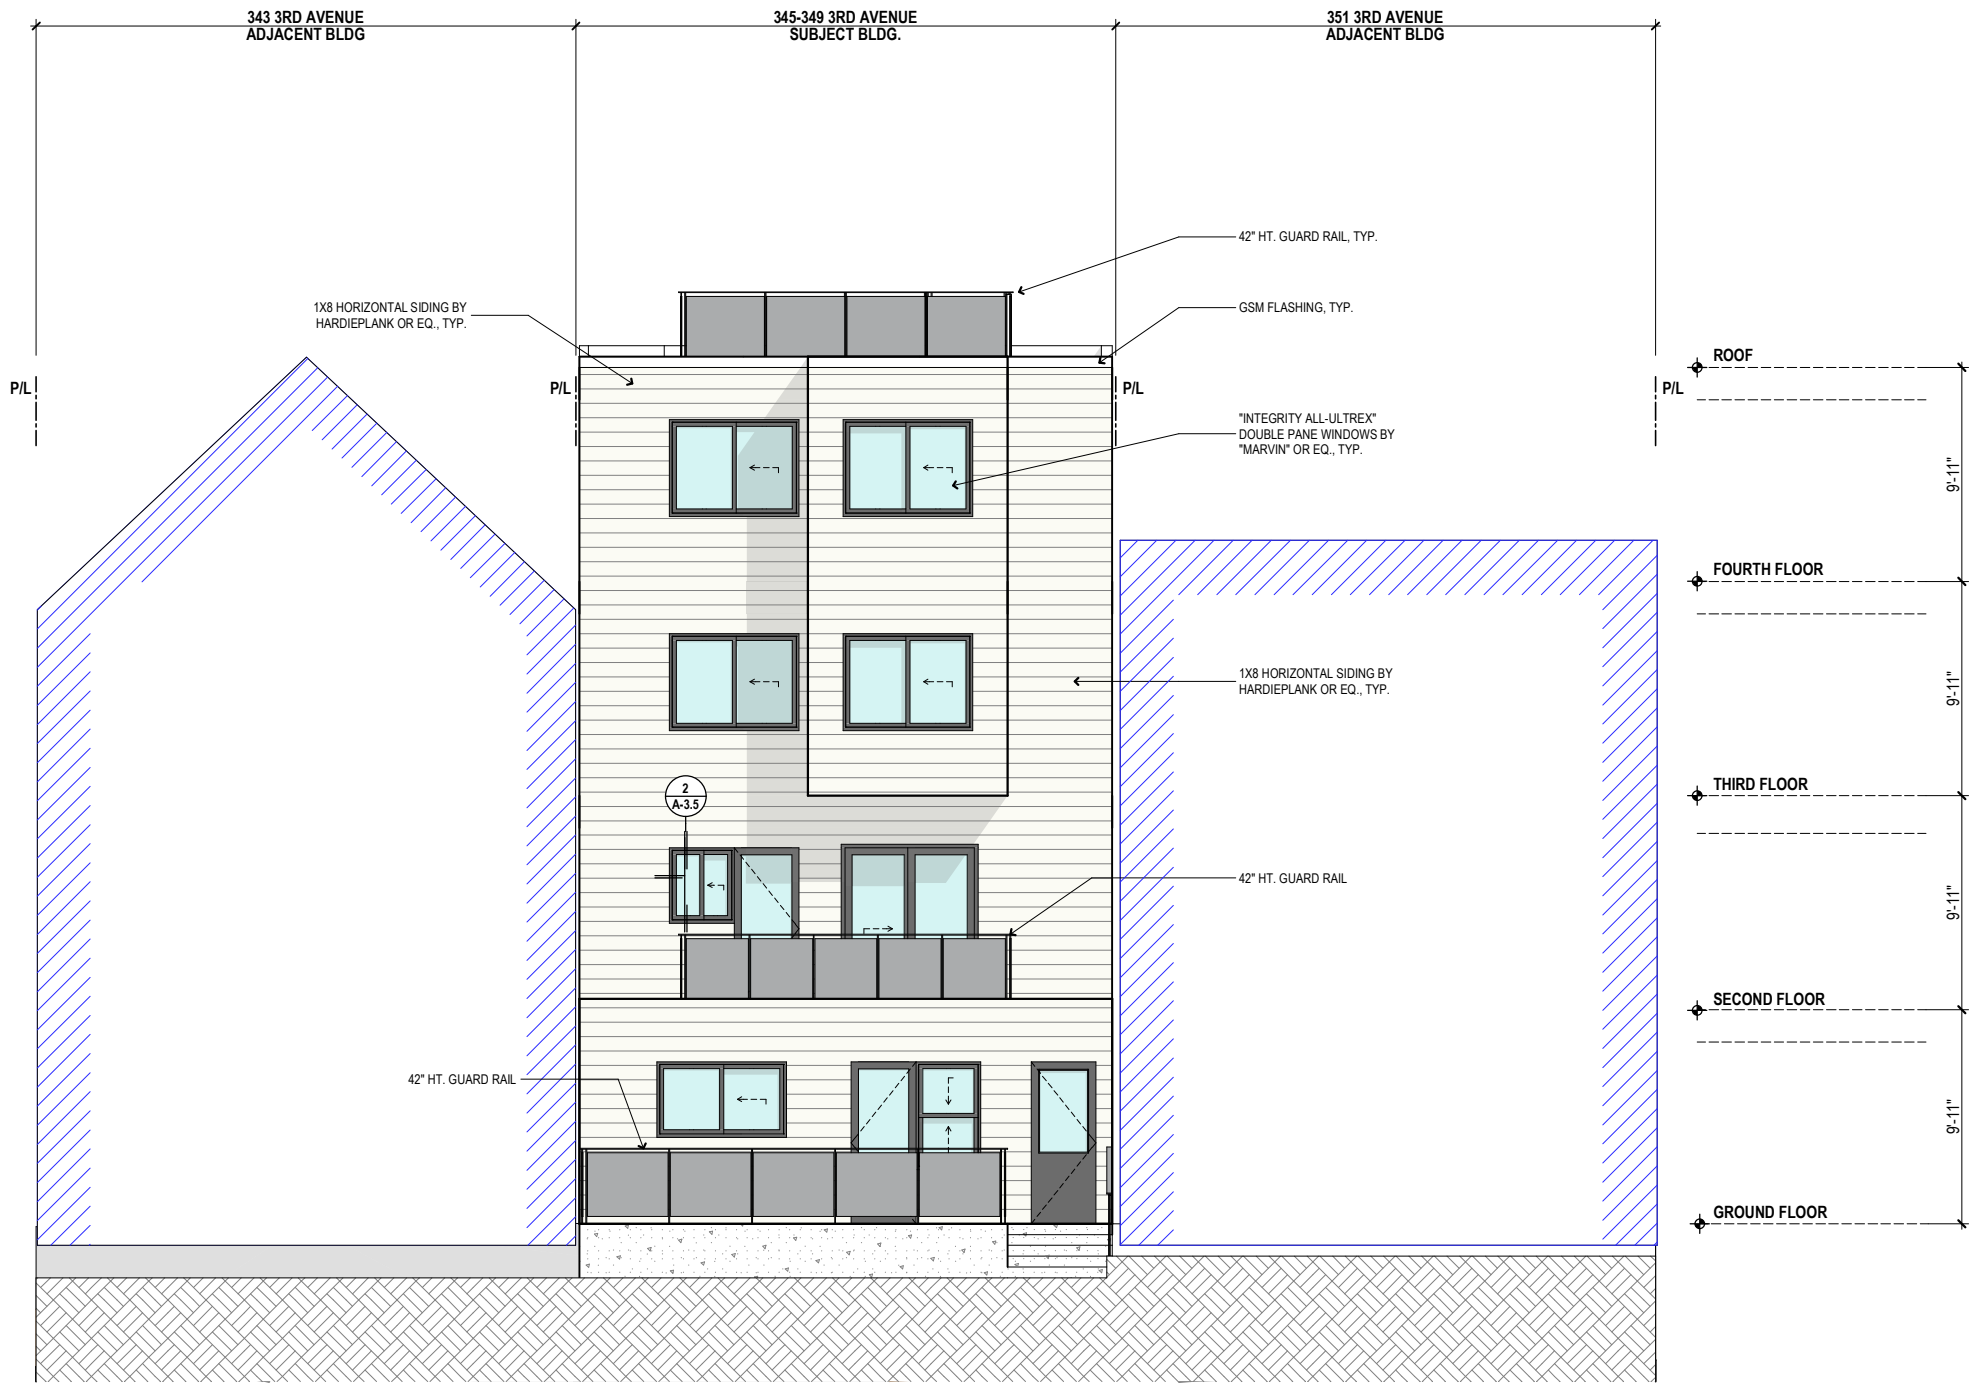 343 3RD AVENUE
ADJACENT BLDG
345-349 3RD AVENUE
SUBJECT BLDG.
351 3RD AVENUE
ADJACENT BLDG
42" HT. GUARD RAIL, TYP.
1X8 HORIZONTAL SIDING BY
HARDIEPLANK OR EQ., TYP.
GSM FLASHING, TYP.
ROOF
P/L
P/L
P/L
P/L
"INTEGRITY ALL-ULTREX"
DOUBLE PANE WINDOWS BY
"MARVIN" OR EQ., TYP.
9'-11"
FOURTH FLOOR
1X8 HORIZONTAL SIDING BY
HARDIEPLANK OR EQ., TYP.
9'-11"
2
A-3.5
THIRD FLOOR
42" HT. GUARD RAIL
9'-11"
SECOND FLOOR
42" HT. GUARD RAIL
9'-11"
GROUND FLOOR